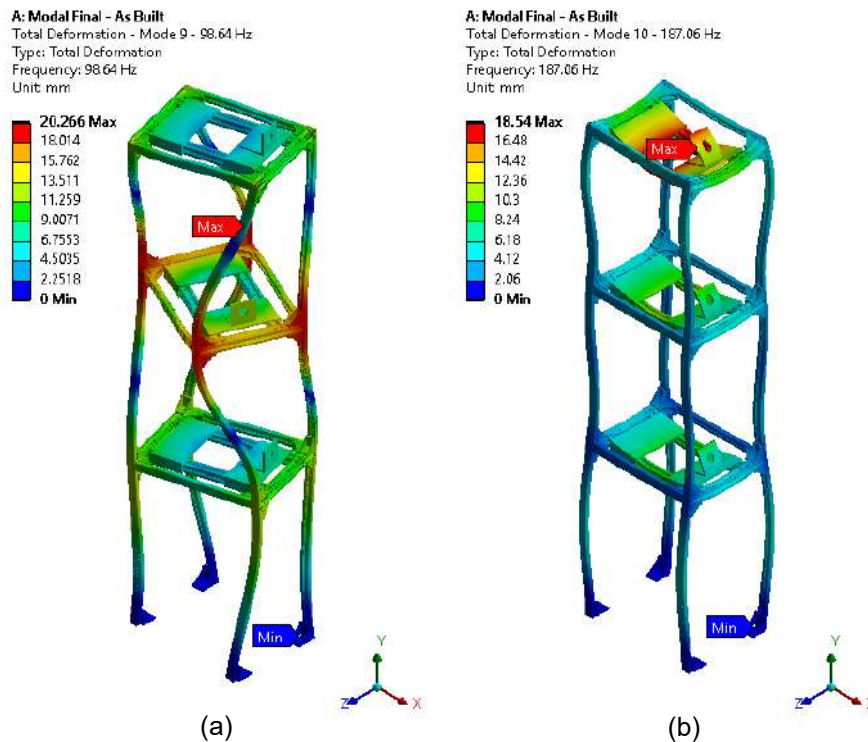 A: Modal Final - As Built
Total Deformation - Mode 9 - 98.64 Hz
Type: Total Deformation
Frequency: 98.64 Hz
Unit: mm
20.266 Max
18.014
15.762
13.511
11.259
9.0071
6.7553
4.5035
2.2518
0 Min
Max
Min
Y
Z
X
(a)
A: Modal Final - As Built
Total Deformation - Mode 10 - 187.06 Hz
Type: Total Deformation
Frequency: 187.06 Hz
Unit: mm
18.54 Max
16.48
14.42
12.36
10.3
8.24
6.18
4.12
2.06
0 Min
Max
Min
Y
Z
(b)